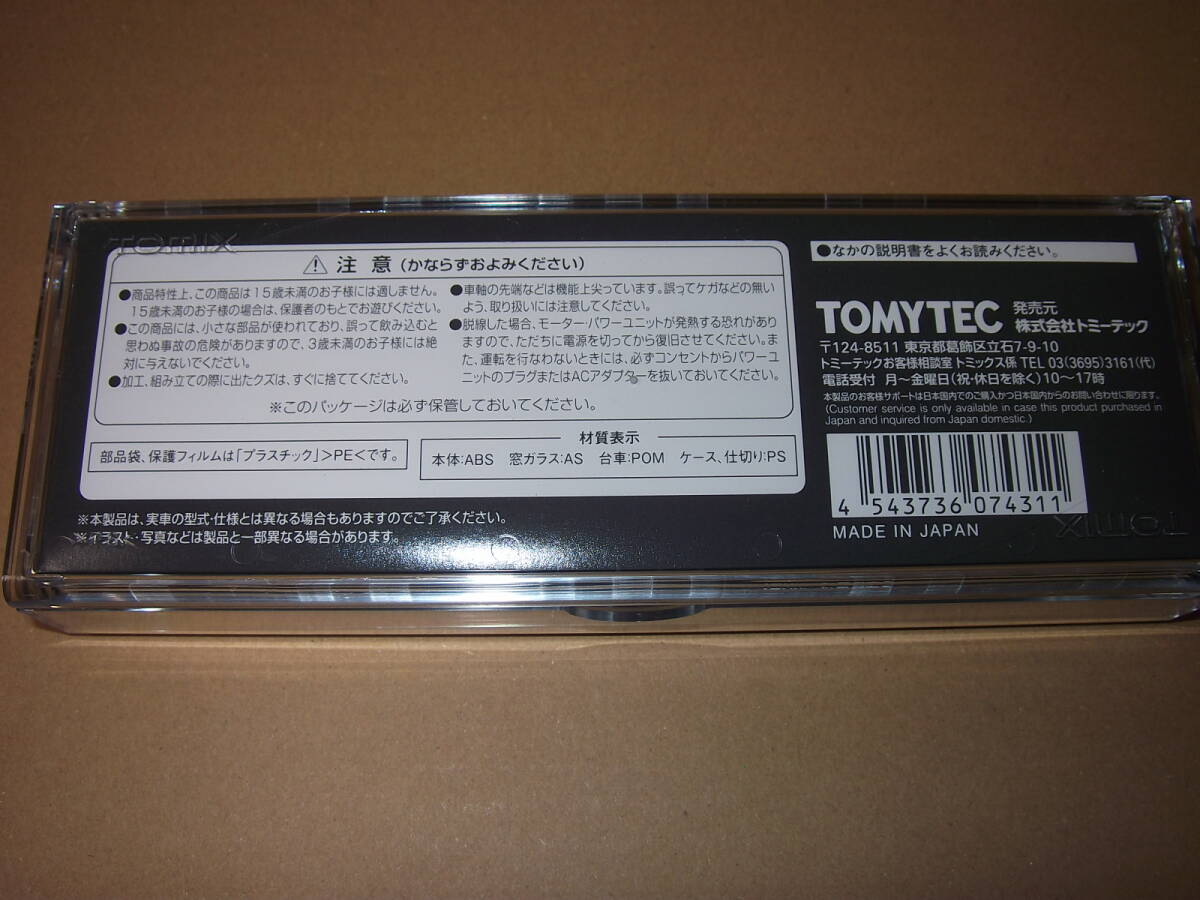 TOMIX
⚠ 注意(かならずおよみください)
●商品特性上、この商品は15歳未満のお子様には適しません。
15歳未満のお子様の場合は、保護者のもとでお遊びください。
●この商品には、小さな部品が使われており、誤って飲み込むと
思わぬ事故の危険がありますので、3歳未満のお子様には絶
対に与えないでください。
●加工、組み立ての際に出たクズは、すぐに捨ててください。
●車軸の先端などは機能上尖っています。誤ってケガなどの無い
よう、取り扱いには注意してください。
●脱線した場合、モーター・パワーユニットが発熱する恐れがあり
ますので、ただちに電源を切ってから復旧させてください。ま
た、運転を行なわないときには、必ずコンセントからパワーユ
ニットのプラグまたはACアダプターを抜いておいてください。
※このパッケージは必ず保管しておいてください。
部品袋、保護フィルムは「プラスチック」>PE<です。
材質表示
本体:ABS 窓ガラス:AS 台車:POM ケース、仕切り:PS
※本製品は、実車の型式・仕様とは異なる場合もありますのでご了承ください。
※イラスト・写真などは製品と一部異なる場合があります。
●なかの説明書をよくお読みください。
TOMYTEC 発売元 株式会社トミーテック
〒124-8511 東京都葛飾区立石7-9-10
トミーテックお客様相談室 トミックス係 TEL 03(3695)3161(代)
電話受付 月〜金曜日(祝・休日を除く)10〜17時
本製品のお客様サポートは日本国内でのご購入かつ日本国内からのお問い合わせに限ります。
(Customer service is only available in case this product purchased in
Japan and inquired from Japan domestic.)
4 543736 074311
MADE IN JAPAN
TOMIX